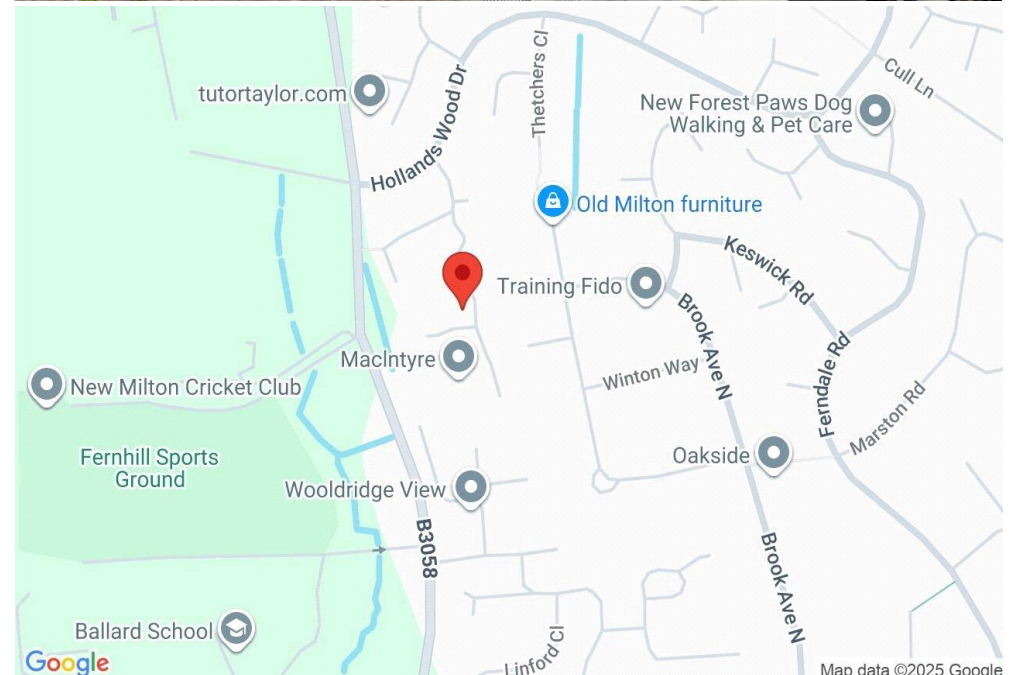 Thetchers Cl
Cull Ln
tutortaylor.com
New Forest Paws Dog
Walking & Pet Care
Hollands Wood Dr
Old Milton furniture
Keswick Rd
Training Fido
Brook Ave N
MacIntyre
Winton Way
Ferndale Rd
New Milton Cricket Club
Marston Rd
Fernhill Sports
Ground
Oakside
Wooldridge View
B3058
Brook Ave N
Ballard School
Linford Cl
Google
Map data ©2025 Google